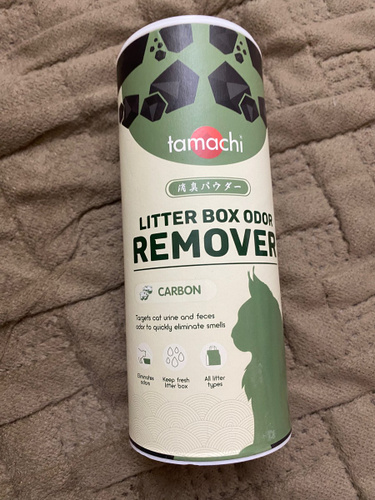 tamachi
消臭パウダー
LITTER BOX ODOR
REMOVER
CARBON
Targets cat urine and feces
odor to quickly eliminate smells
Eliminates
odors
Keep fresh
litter box
All litter
types